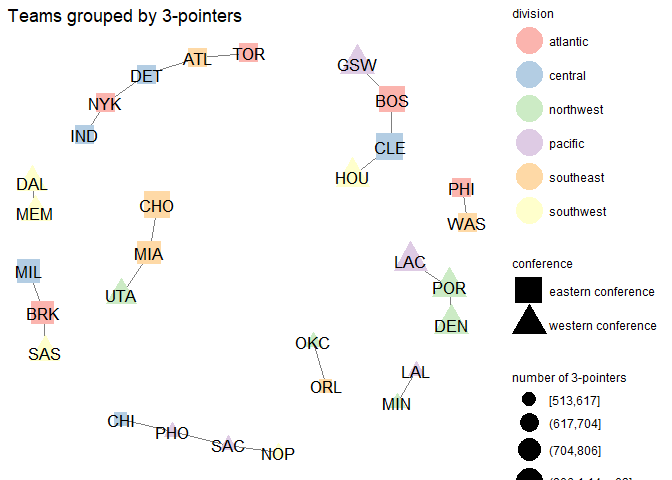 Teams grouped by 3-pointers
division
atlantic
central
northwest
pacific
southeast
southwest
conference
eastern conference
western conference
number of 3-pointers
[513,617]
(617,704]
(704,806]
TOR
ATL
DET
NYK
IND
GSW
BOS
CLE
HOU
DAL
MEM
CHO
MIA
UTA
PHI
WAS
MIL
BRK
SAS
LAC
POR
DEN
OKC
ORL
LAL
MIN
CHI
PHO
SAC
NOP